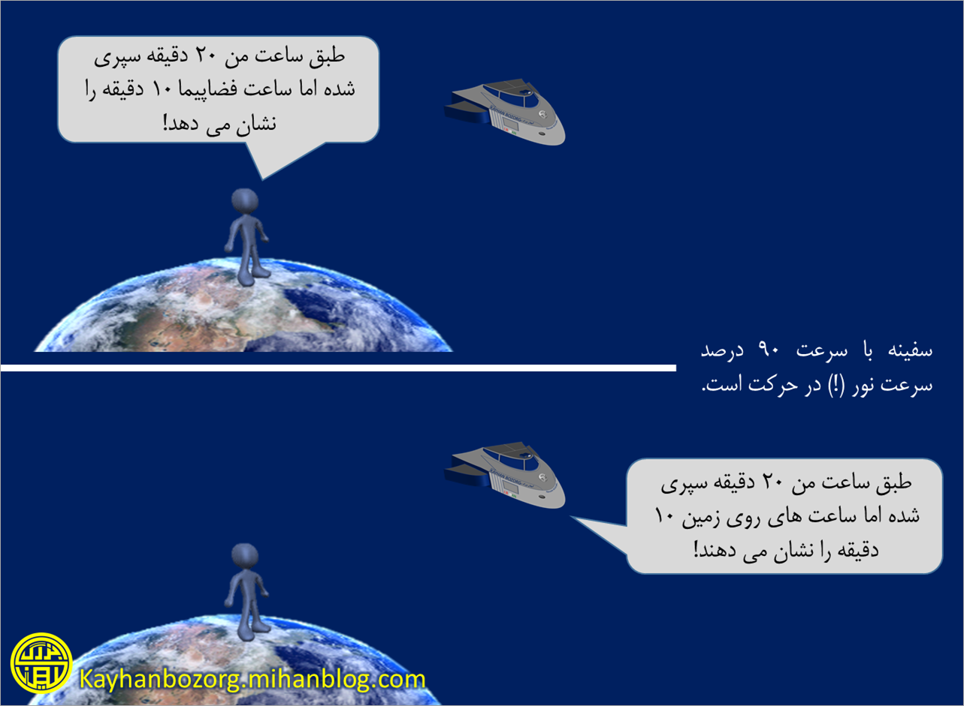 طبق ساعت من ۲۰ دقیقه سپری
شده اما ساعت فضاپیما ۱۰ دقیقه را
نشان می دهد!
سفینه با سرعت ۹۰ درصد
سرعت نور (!) در حرکت است.
طبق ساعت من ۲۰ دقیقه سپری
شده اما ساعت های روی زمین ۱۰
دقیقه را نشان می دهند!
Kayhanbozorg.mihanblog.com